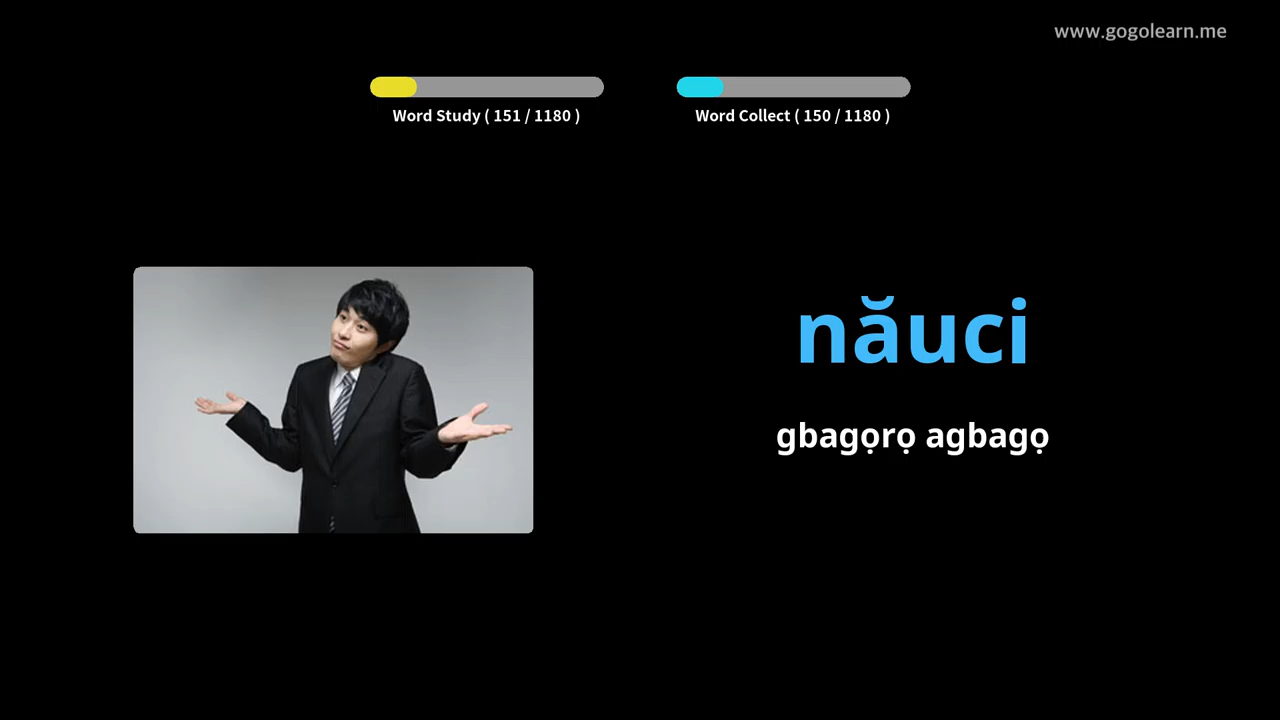 www.gogolearn.me
Word Study ( 151 / 1180 )
Word Collect ( 150 / 1180 )
năuci
gbagọrọ agbagọ